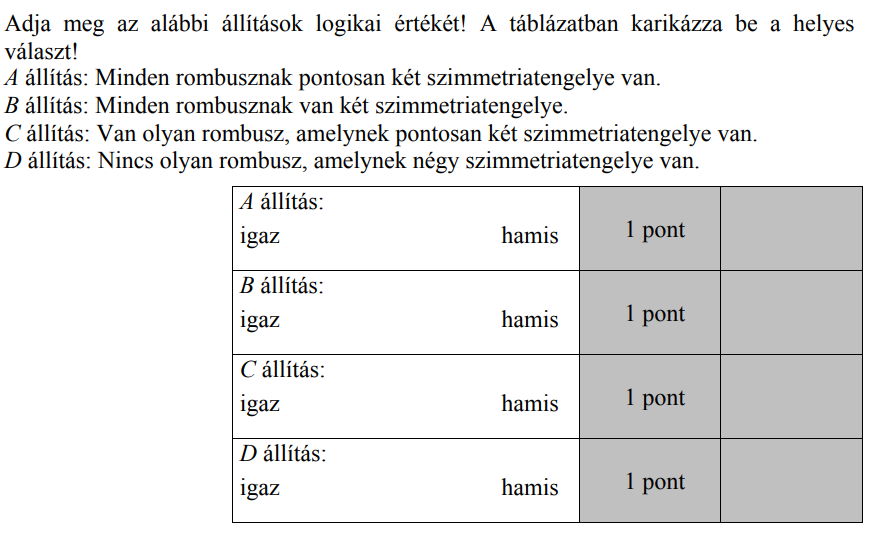 Adja meg az alábbi állítások logikai értékét! A táblázatban karikázza be a helyes
választ!
A állítás: Minden rombusznak pontosan két szimmetriatengelye van.
B állítás: Minden rombusznak van két szimmetriatengelye.
C állítás: Van olyan rombusz, amelynek pontosan két szimmetriatengelye van.
D állítás: Nincs olyan rombusz, amelynek négy szimmetriatengelye van.
A állítás:
igaz hamis 1 pont
B állítás:
igaz hamis 1 pont
C állítás:
igaz hamis 1 pont
D állítás:
igaz hamis 1 pont